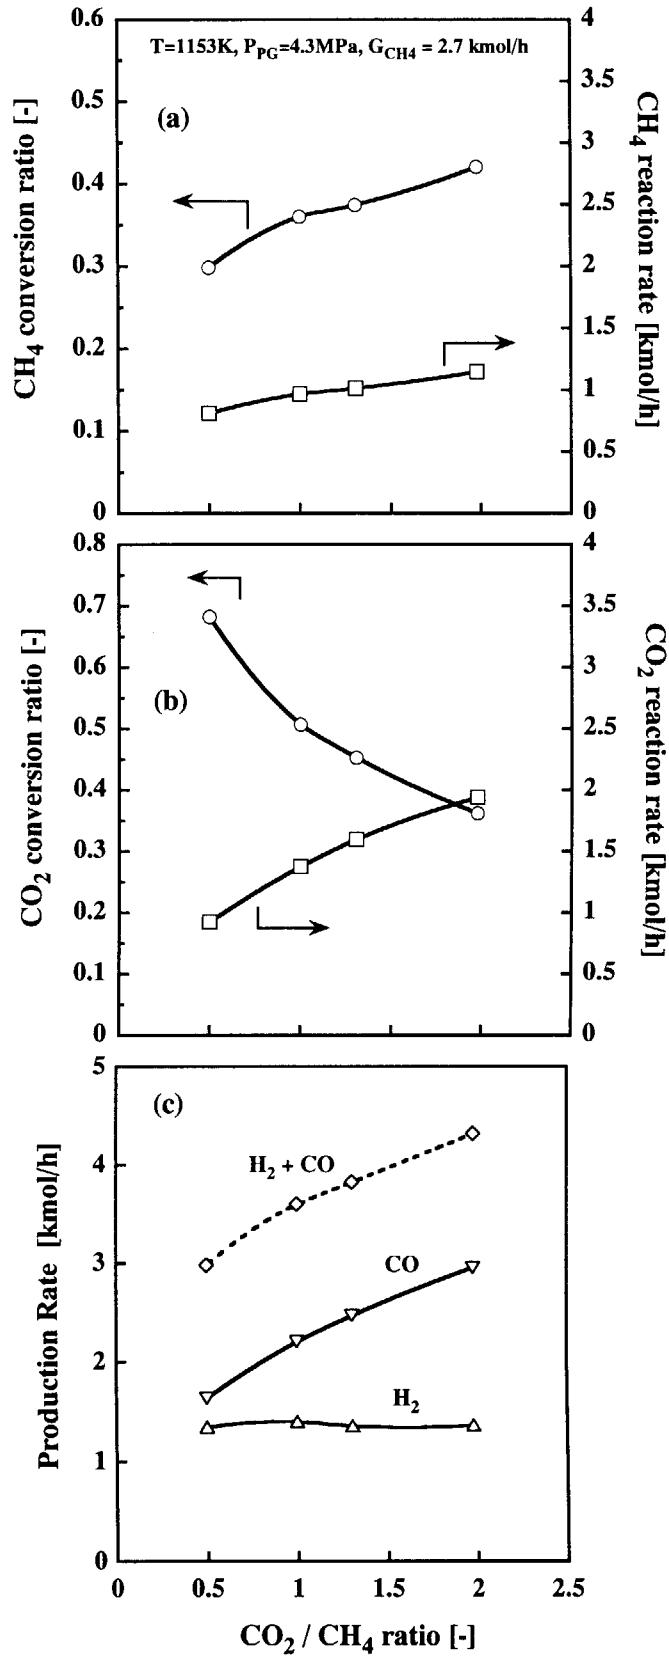 T=1153K, P_PG=4.3MPa, G_CH4 = 2.7 kmol/h
(a)
CH4 conversion ratio [-]
0.6
0.5
0.4
0.3
0.2
0.1
0
4
3.5
3
2.5
2
1.5
1
0.5
0
CH4 reaction rate [kmol/h]
(b)
CO2 conversion ratio [-]
0.8
0.7
0.6
0.5
0.4
0.3
0.2
0.1
0
4
3.5
3
2.5
2
1.5
1
0.5
0
CO2 reaction rate [kmol/h]
(c)
Production Rate [kmol/h]
5
4
3
2
1
0
H2 + CO
CO
H2
0 0.5 1 1.5 2 2.5
CO2 / CH4 ratio [-]